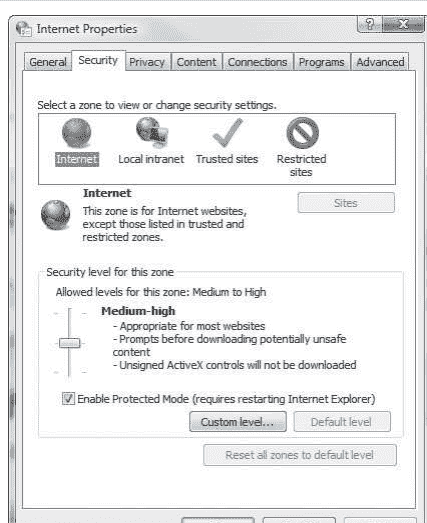 Internet Properties
General Security Privacy Content Connections Programs Advanced
Select a zone to view or change security settings.
Internet Local intranet Trusted sites Restricted
sites
Internet
Sites
This zone is for Internet websites,
except those listed in trusted and
restricted zones.
Security level for this zone
Allowed levels for this zone: Medium to High
Medium-high
- Appropriate for most websites
- Prompts before downloading potentially unsafe
content
- Unsigned ActiveX controls will not be downloaded
Enable Protected Mode (requires restarting Internet Explorer)
Custom level... Default level
Reset all zones to default level